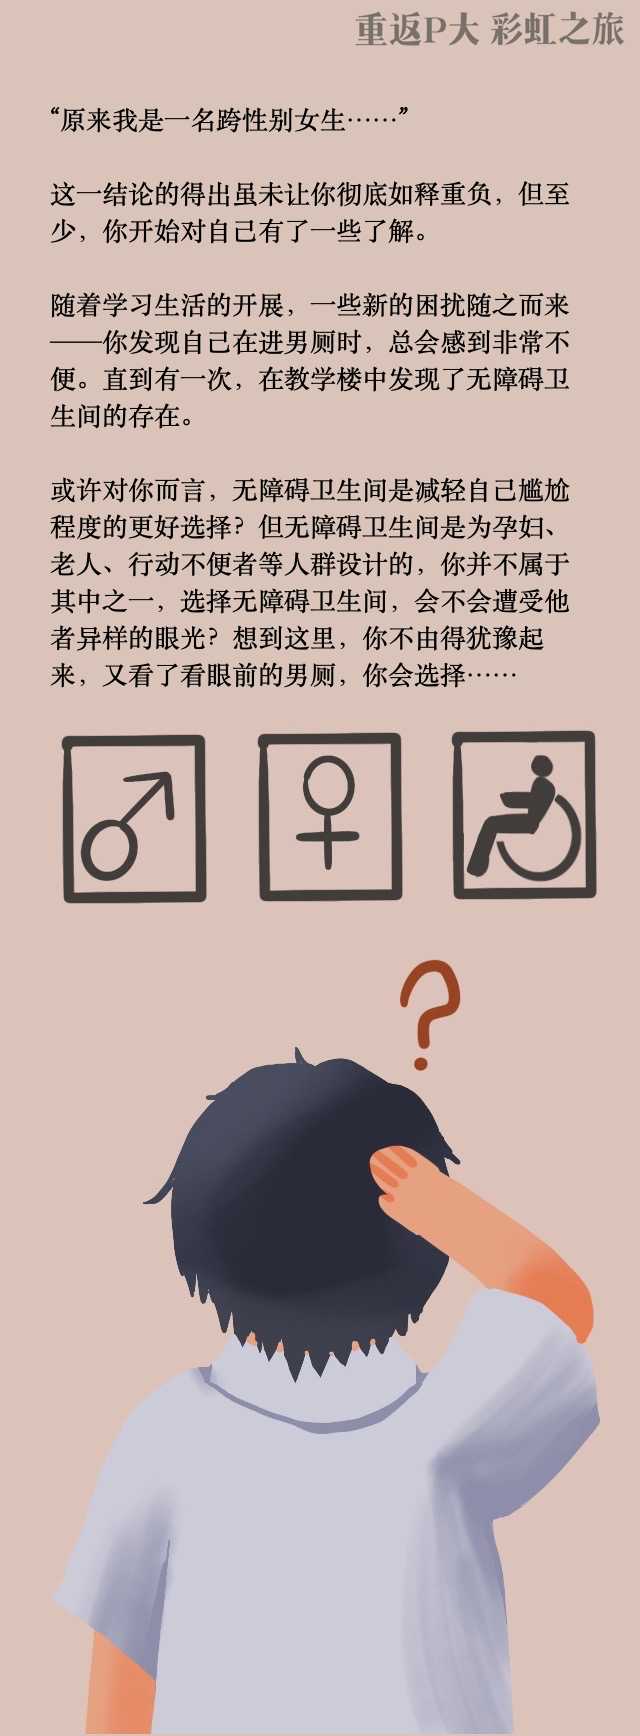 重返P大 彩虹之旅
“原来我是一名跨性别女生……”
这一结论的得出虽未让你彻底如释重负，但至
少，你开始对自己有了一些了解。
随着学习生活的开展，一些新的困扰随之而来
——你发现自己在进男厕时，总会感到非常不
便。直到有一次，在教学楼中发现了无障碍卫
生间的存在。
或许对你而言，无障碍卫生间是减轻自己尴尬
程度的更好选择？但无障碍卫生间是为孕妇、
老人、行动不便者等人群设计的，你并不属于
其中之一，选择无障碍卫生间，会不会遭受他
者异样的眼光？想到这里，你不由得犹豫起
来，又看了看眼前的男厕，你会选择……
?